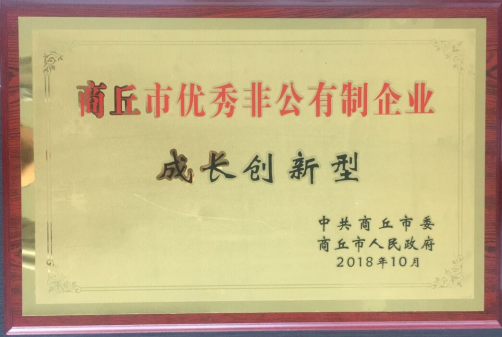 商丘市优秀非公有制企业
成长创新型
中共商丘市委
商丘市人民政府
2018年10月